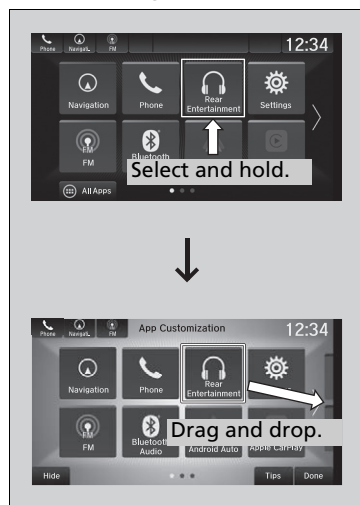 Phone Navigati.. FM 12:34
Navigation Phone Rear Entertainment Settings
FM Bluetooth
Select and hold.
All Apps
Phone Navigati.. FM App Customization 12:34
Navigation Phone Rear Entertainment
FM Bluetooth Audio Android Auto Apple CarPlay
Drag and drop.
Hide Tips Done